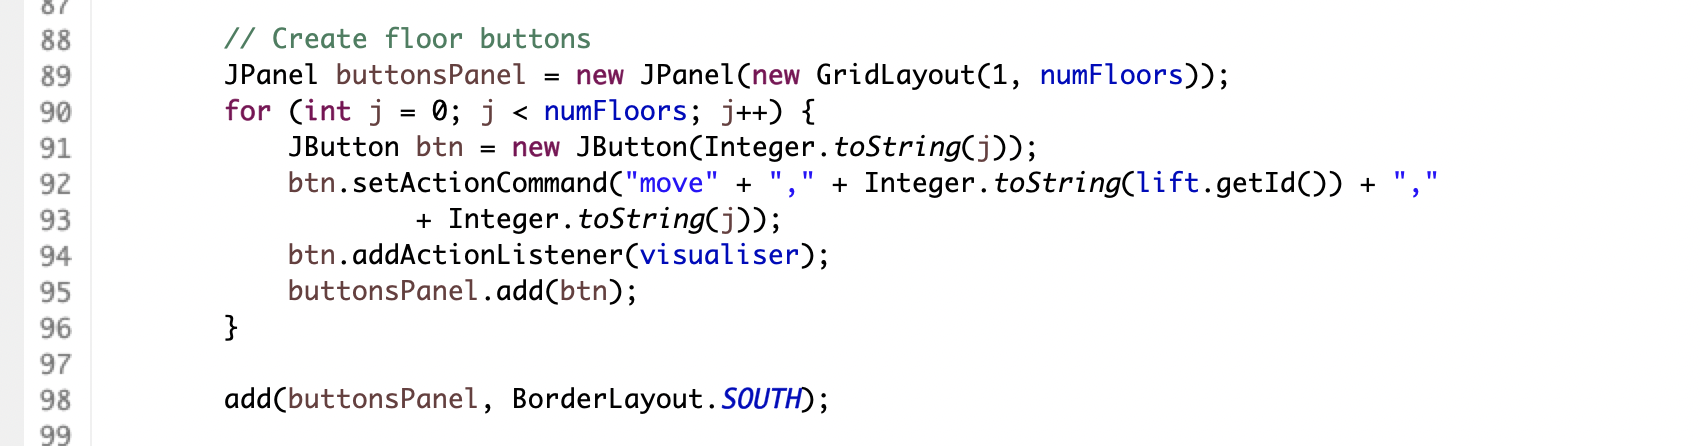 87
88 // Create floor buttons
89 JPanel buttonsPanel = new JPanel(new GridLayout(1, numFloors));
90 for (int j = 0; j < numFloors; j++) {
91 JButton btn = new JButton(Integer.toString(j));
92 btn.setActionCommand("move" + "," + Integer.toString(lift.getId()) + ","
93 + Integer.toString(j));
94 btn.addActionListener(visualiser);
95 buttonsPanel.add(btn);
96 }
97
98 add(buttonsPanel, BorderLayout.SOUTH);
99